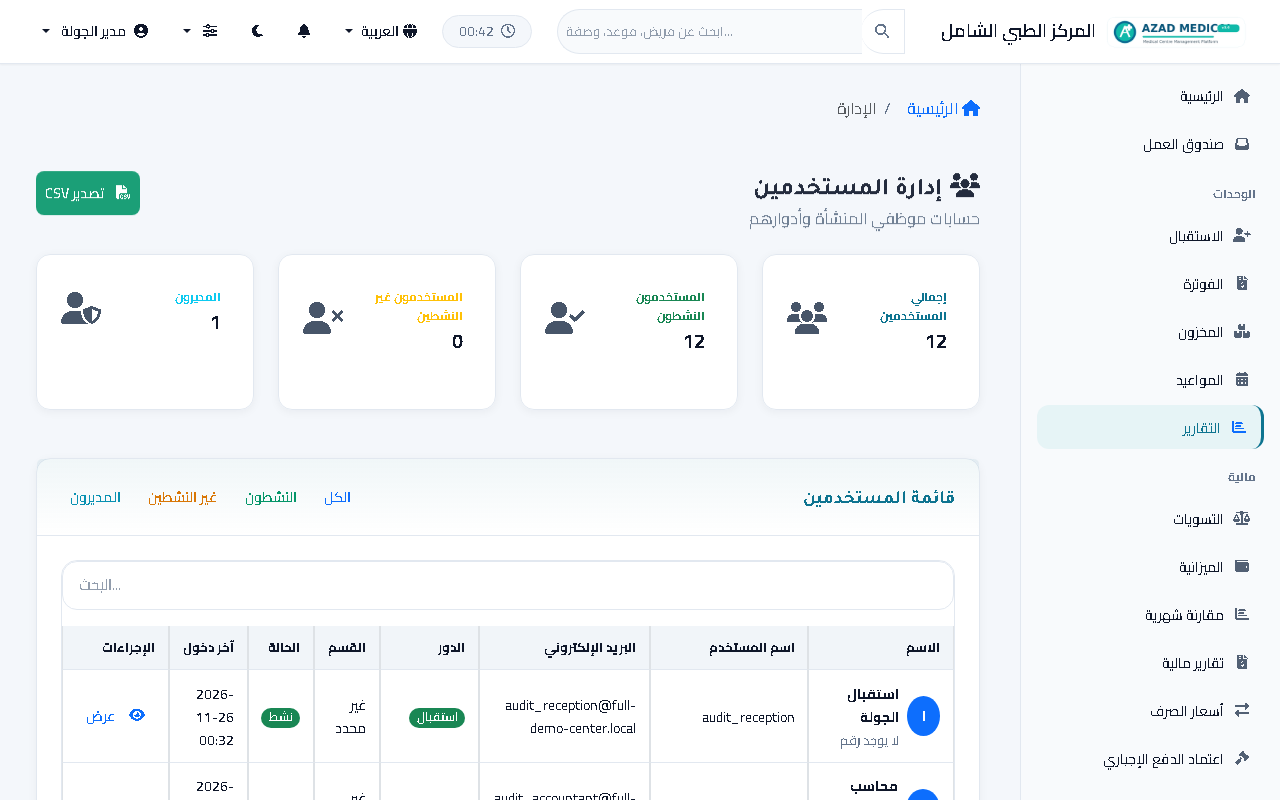 AZAD MEDIC
Medical Centre Management Platform
المركز الطبي الشامل
ابحث عن مريض، موعد، وصفة...
00:42
العربية
مدير الجولة
الرئيسية
صندوق العمل
الوحدات
الاستقبال
الفوترة
المخزون
المواعيد
التقارير
مالية
التسويات
الميزانية
مقارنة شهرية
تقارير مالية
أسعار الصرف
اعتماد الدفع الإجباري
الرئيسية / الإدارة
إدارة المستخدمين
حسابات موظفي المنشأة وأدوارهم
تصدير CSV
إجمالي
المستخدمين
12
المستخدمون
النشطون
12
المستخدمون غير
النشطين
0
المديرون
1
قائمة المستخدمين
الكل
النشطون
غير النشطين
المديرون
البحث...
الاسم
اسم المستخدم
البريد الإلكتروني
الدور
القسم
الحالة
آخر دخول
الإجراءات
ا
استقبال
الجولة
لا يوجد رقم
audit_reception
audit_reception@full-
demo-center.local
استقبال
غير
محدد
نشط
2026-
11-26
00:32
عرض
محاسب
audit_accountant@full-
غير
2026-